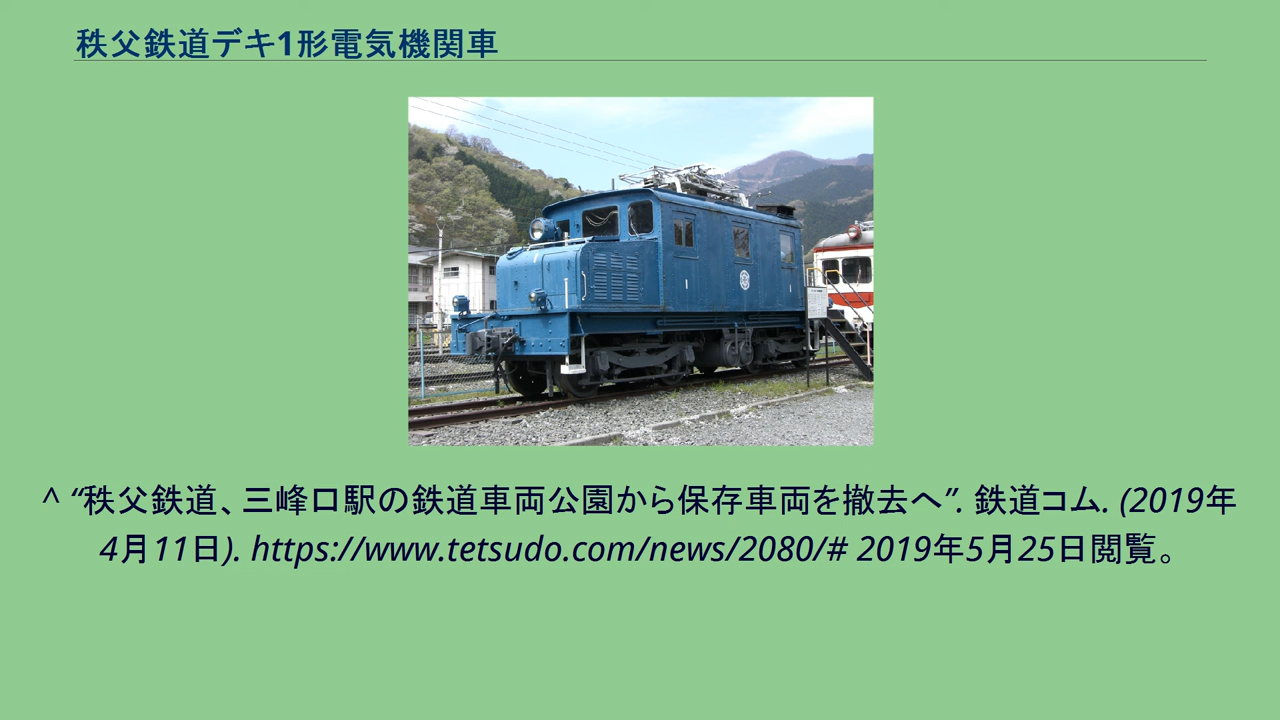 秩父鉄道デキ1形電気機関車
^ “秩父鉄道、三峰口駅の鉄道車両公園から保存車両を撤去へ”. 鉄道コム. (2019年
4月11日). https://www.tetsudo.com/news/2080/# 2019年5月25日閲覧。